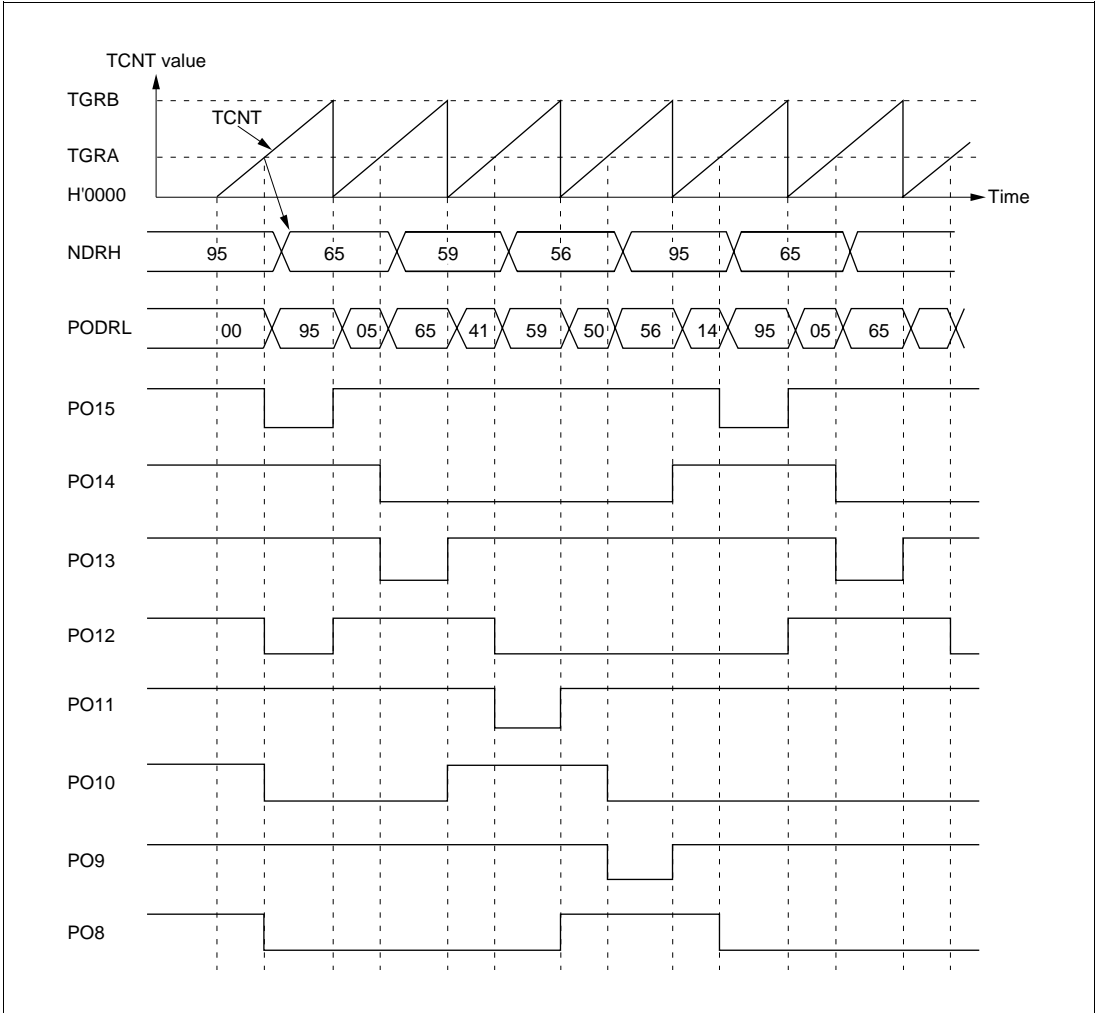 TCNT value
TGRB
TCNT
TGRA
H'0000
Time
NDRH 95 65 59 56 95 65
PODRL 00 95 05 65 41 59 50 56 14 95 05 65
PO15
PO14
PO13
PO12
PO11
PO10
PO9
PO8